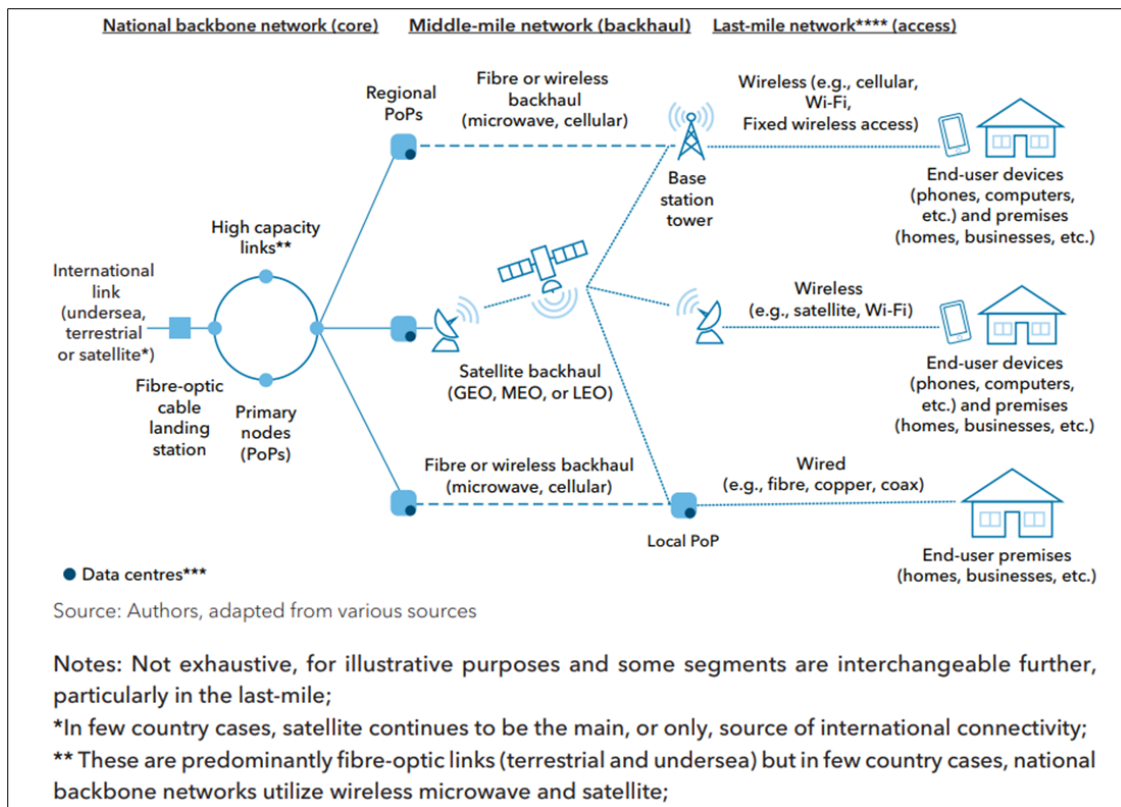 National backbone network (core)
Middle-mile network (backhaul)
Last-mile network**** (access)
Regional
PoPs
Fibre or wireless
backhaul
(microwave, cellular)
Wireless (e.g., cellular,
Wi-Fi,
Fixed wireless access)
Base
station
tower
End-user devices
(phones, computers,
etc.) and premises
(homes, businesses, etc.)
High capacity
links**
International
link
(undersea,
terrestrial
or satellite*)
Fibre-optic
cable
landing
station
Primary
nodes
(PoPs)
Satellite backhaul
(GEO, MEO, or LEO)
Wireless
(e.g., satellite, Wi-Fi)
End-user devices
(phones, computers,
etc.) and premises
(homes, businesses, etc.)
Fibre or wireless backhaul
(microwave, cellular)
Local PoP
Wired
(e.g., fibre, copper, coax)
End-user premises
(homes, businesses, etc.)
Data centres***
Source: Authors, adapted from various sources
Notes: Not exhaustive, for illustrative purposes and some segments are interchangeable further,
particularly in the last-mile;
*In few country cases, satellite continues to be the main, or only, source of international connectivity;
** These are predominantly fibre-optic links (terrestrial and undersea) but in few country cases, national
backbone networks utilize wireless microwave and satellite;